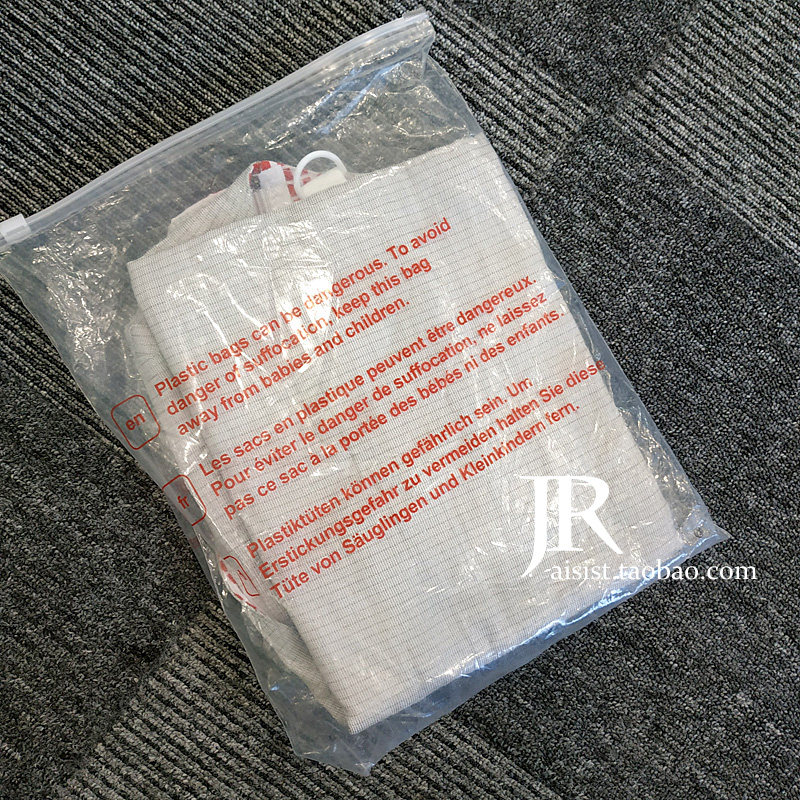 en
Plastic bags can be dangerous. To avoid
danger of suffocation, keep this bag
away from babies and children.
fr
Les sacs en plastique peuvent être dangereux.
Pour éviter le danger de suffocation, ne laissez
pas ce sac à la portée des bébés ni des enfants.
Plastiktüten können gefährlich sein. Um
Erstickungsgefahr zu vermeiden halten Sie diese
Tüte von Säuglingen und Kleinkindern fern.
JR
aisist.taobao.com